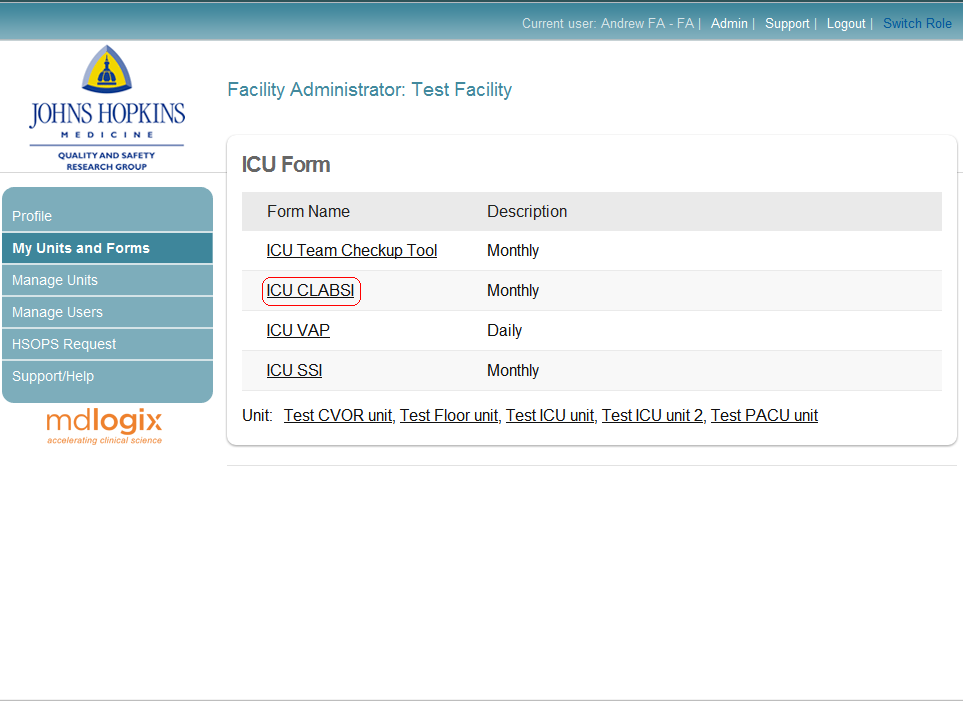 Current user: Andrew FA - FA | Admin | Support | Logout | Switch Role
JOHNS HOPKINS
MEDICINE
QUALITY AND SAFETY
RESEARCH GROUP
Facility Administrator: Test Facility
Profile
My Units and Forms
Manage Units
Manage Users
HSOPS Request
Support/Help
mdlogix
accelerating clinical science
ICU Form
Form Name Description
ICU Team Checkup Tool Monthly
ICU CLABSI Monthly
ICU VAP Daily
ICU SSI Monthly
Unit: Test CVOR unit, Test Floor unit, Test ICU unit, Test ICU unit 2, Test PACU unit